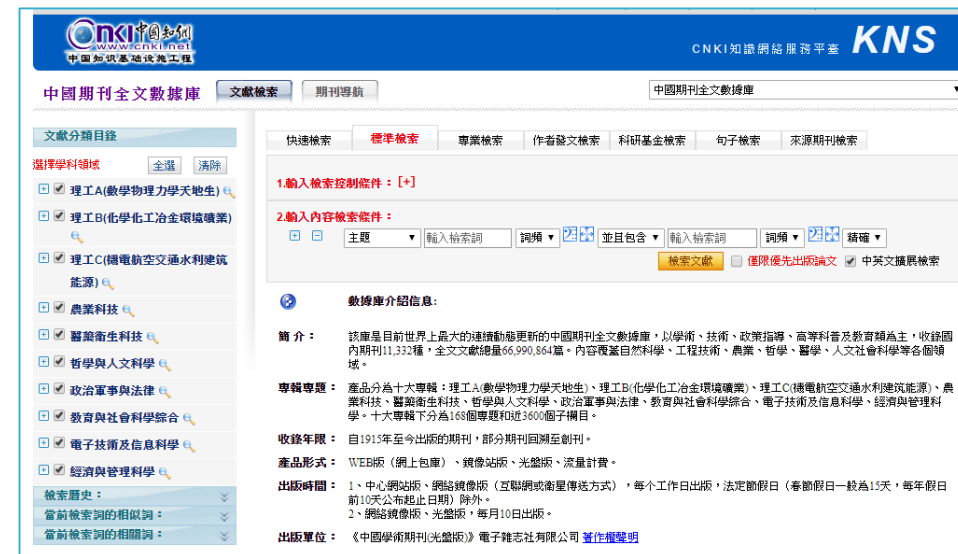 cnki中国知网
www.cnki.net
中国知识基础设施工程
CNKI知識網絡服務平臺 KNS
中國期刊全文數據庫
文獻檢索
期刊導航
中國期刊全文數據庫
文獻分類目錄
選擇學科領域
全選
清除
理工A(數學物理力學天地生)
理工B(化學化工冶金環境礦業)
理工C(機電航空交通水利建筑
能源)
農業科技
醫藥衛生科技
哲學與人文科學
政治軍事與法律
教育與社會科學綜合
電子技術及信息科學
經濟與管理科學
檢索曆史：
當前檢索詞的相似詞：
當前檢索詞的相關詞：
快速檢索
標準檢索
專業檢索
作者發文檢索
科研基金檢索
句子檢索
來源期刊檢索
1.輸入檢索控制條件：[+]
2.輸入內容檢索條件：
主題 輸入檢索詞 詞頻 並且包含 輸入檢索詞 詞頻 精確
檢索文獻 僅限優先出版論文 中英文擴展檢索
數據庫介紹信息:
簡 介： 該庫是目前世界上最大的連續動態更新的中國期刊全文數據庫，以學術、技術、政策指導、高等科普及教育類為主，收錄國
內期刊11,332種，全文文獻總量66,990,864篇。內容覆蓋自然科學、工程技術、農業、哲學、醫學、人文社會科學等各個領
域。
專輯專題： 產品分為十大專輯：理工A(數學物理力學天地生)、理工B(化學化工冶金環境礦業)、理工C(機電航空交通水利建筑能源)、農
業科技、醫藥衛生科技、哲學與人文科學、政治軍事與法律、教育與社會科學綜合、電子技術及信息科學、經濟與管理科
學。十大專輯下分為168個專題和近3600個子欄目。
收錄年限： 自1915年至今出版的期刊，部分期刊回溯至創刊。
產品形式： WEB版（網上包庫）、鏡像站版、光盤版、流量計費。
出版時間： 1、中心網站版、網絡鏡像版（互聯網或衛星傳送方式），每个工作日出版，法定節假日（春節假日一般為15天，每年假日
前10天公布起止日期）除外。
2、網絡鏡像版、光盤版，每月10日出版。
出版單位： 《中國學術期刊(光盤版)》電子雜志社有限公司 著作權聲明